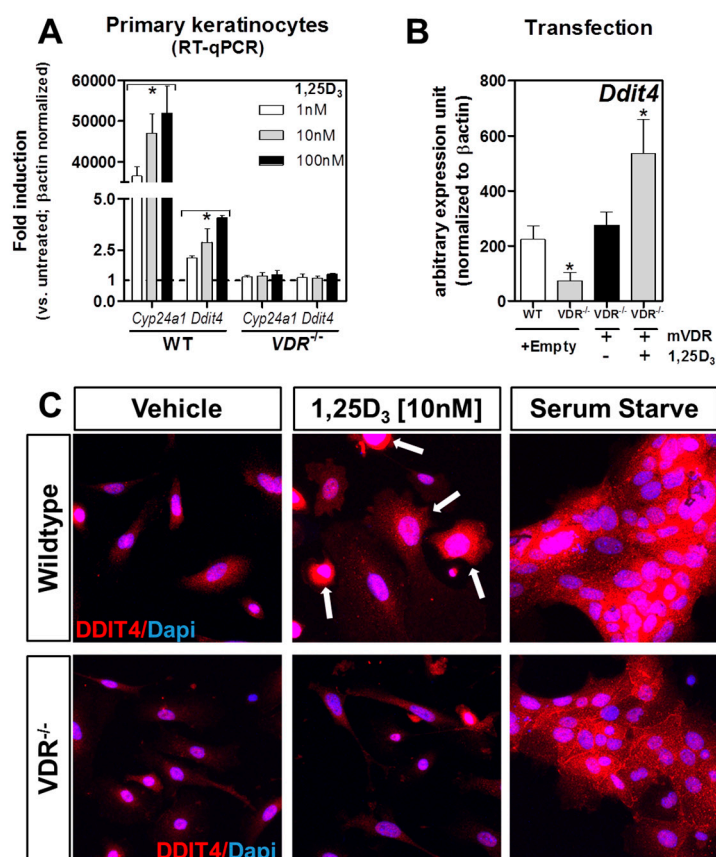 A
Primary keratinocytes
(RT-qPCR)
Fold induction
(vs. untreated; βactin normalized)
60000
50000
40000
5.0
2.5
1
0.0
1,25D₃
1nM
10nM
100nM
*
*
Cyp24a1 Ddit4 Cyp24a1 Ddit4
WT VDR⁻/⁻
B
Transfection
Ddit4
arbitrary expression unit
(normalized to βactin)
800
600
400
200
0
*
*
WT VDR⁻/⁻ VDR⁻/⁻ VDR⁻/⁻
+Empty + + mVDR
- + 1,25D₃
C
Vehicle 1,25D₃ [10nM] Serum Starve
Wildtype
DDIT4/Dapi
VDR⁻/⁻
DDIT4/Dapi